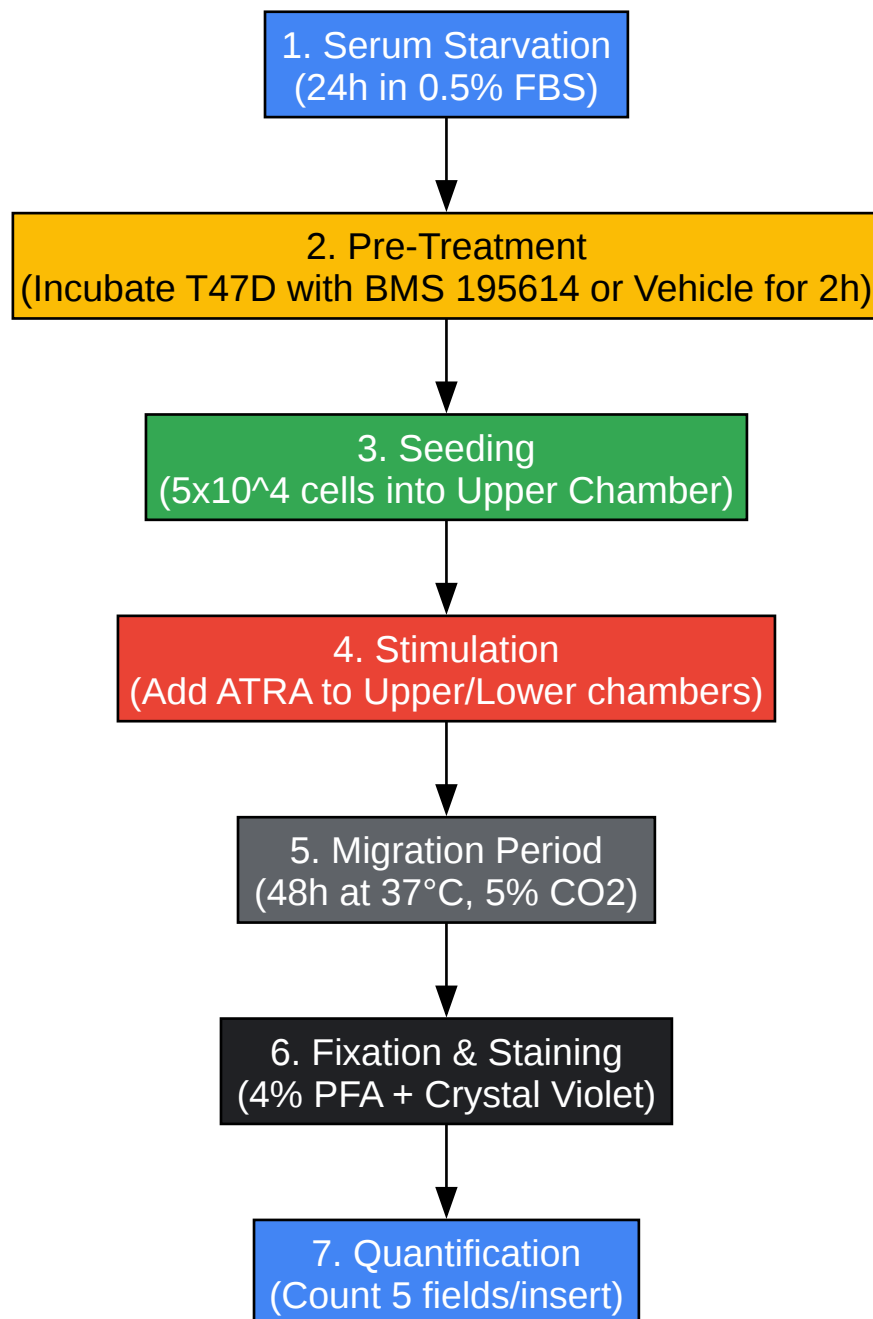 1. Serum Starvation
(24h in 0.5% FBS)
2. Pre-Treatment
(Incubate T47D with BMS 195614 or Vehicle for 2h)
3. Seeding
(5x10^4 cells into Upper Chamber)
4. Stimulation
(Add ATRA to Upper/Lower chambers)
5. Migration Period
(48h at 37°C, 5% CO2)
6. Fixation & Staining
(4% PFA + Crystal Violet)
7. Quantification
(Count 5 fields/insert)